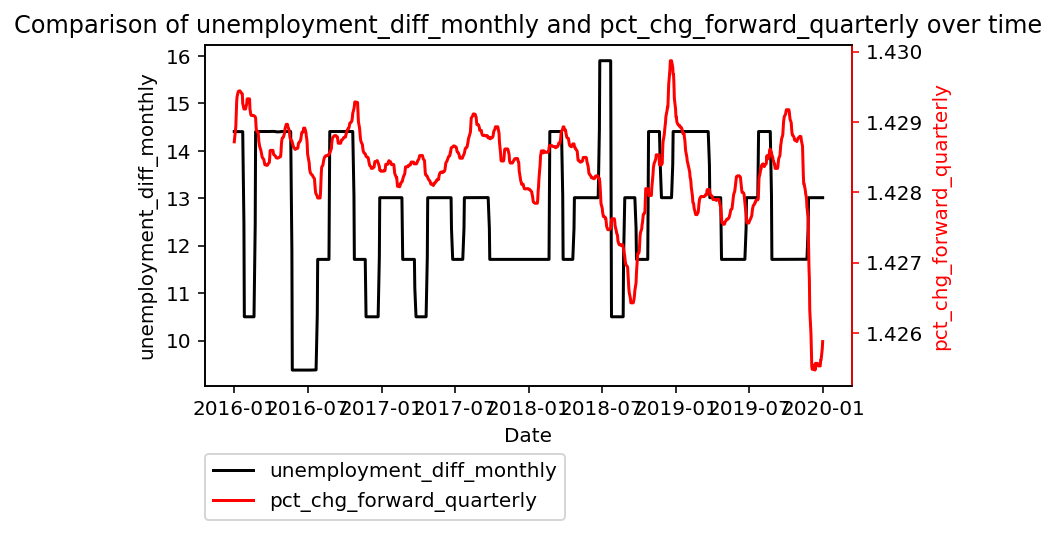 Comparison of unemployment_diff_monthly and pct_chg_forward_quarterly over time
unemployment_diff_monthly
16
15
14
13
12
11
10
1.430
1.429
1.428
1.427
1.426
pct_chg_forward_quarterly
2016-01 2016-07 2017-01 2017-07 2018-01 2018-07 2019-01 2019-07 2020-01
Date
unemployment_diff_monthly
pct_chg_forward_quarterly